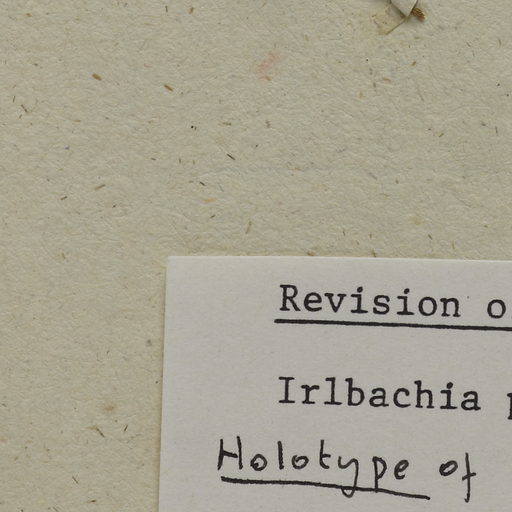 Revision o
Irlbachia
Holotype of